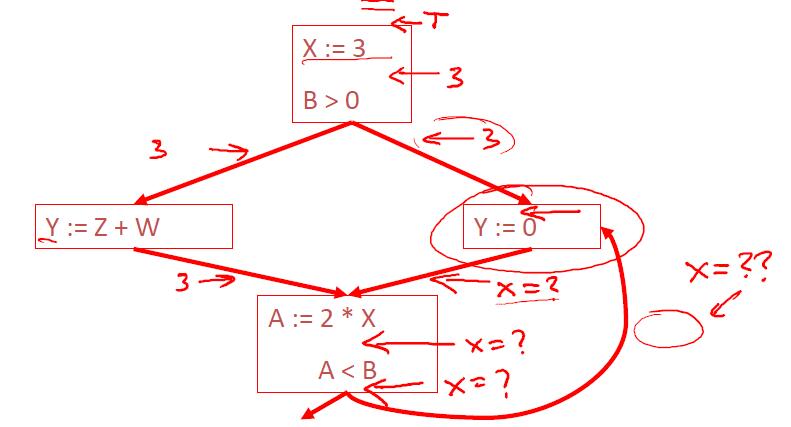 T
X := 3
3
B > 0
3
3
Y := Z + W
Y := 0
3
x = ?
x = ??
A := 2 * X
x = ?
A < B
x = ?